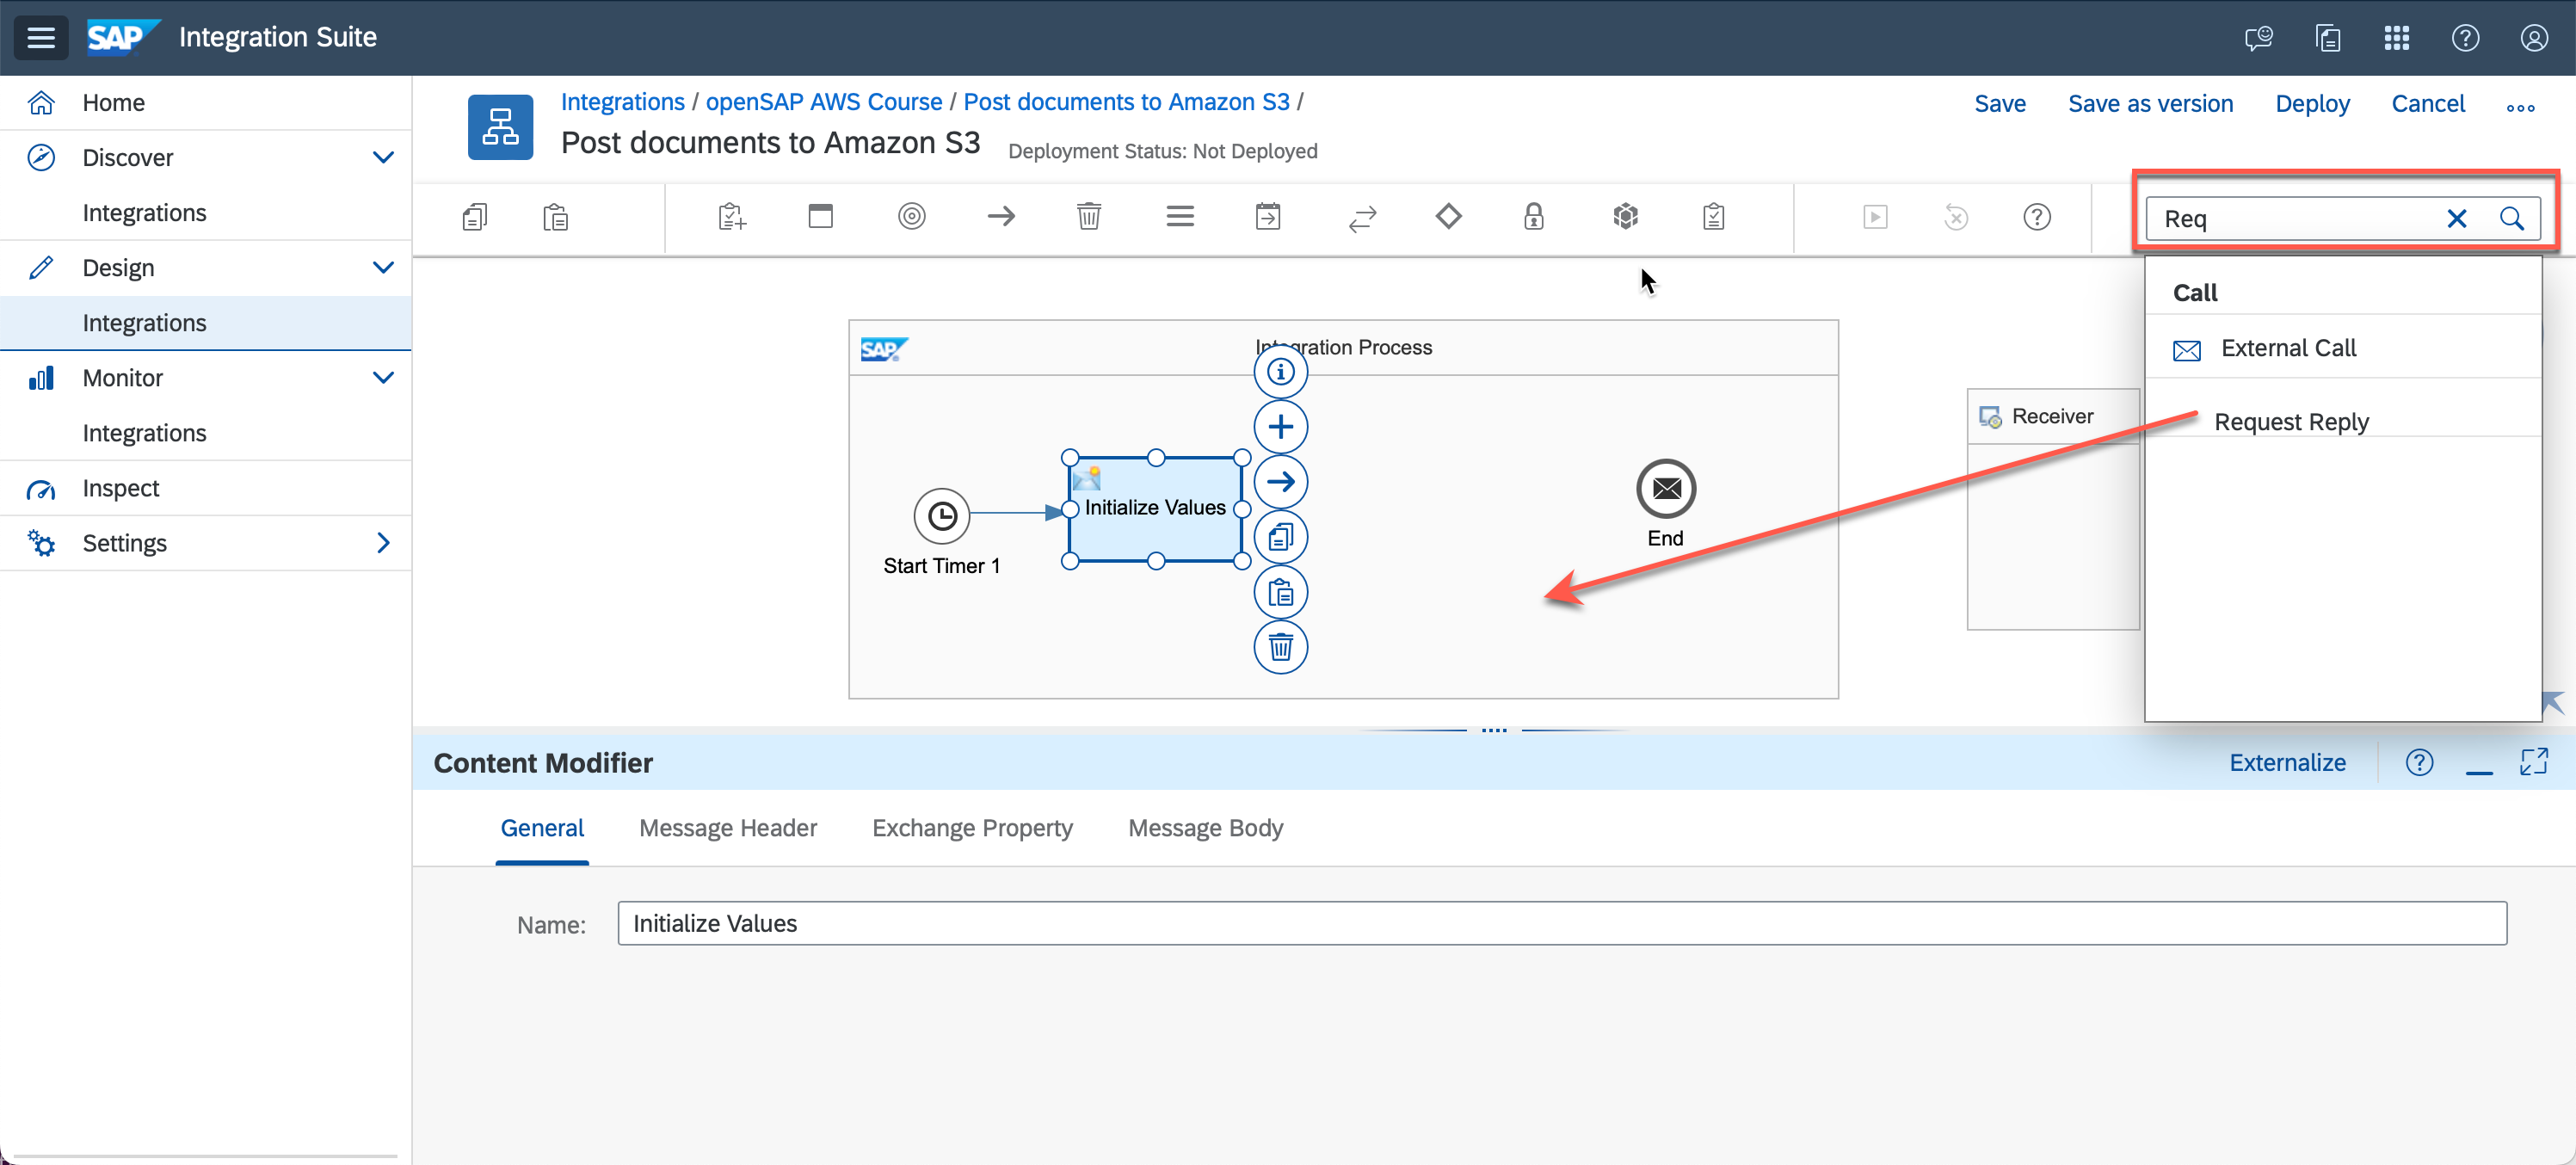 SAP Integration Suite
Home
Discover
Integrations
Design
Integrations
Monitor
Integrations
Inspect
Settings
Integrations / openSAP AWS Course / Post documents to Amazon S3 /
Post documents to Amazon S3 Deployment Status: Not Deployed
Save Save as version Deploy Cancel
Req
Call
External Call
Request Reply
SAP Integration Process
Start Timer 1
Initialize Values
End
Receiver
Content Modifier
Externalize
General Message Header Exchange Property Message Body
Name: Initialize Values